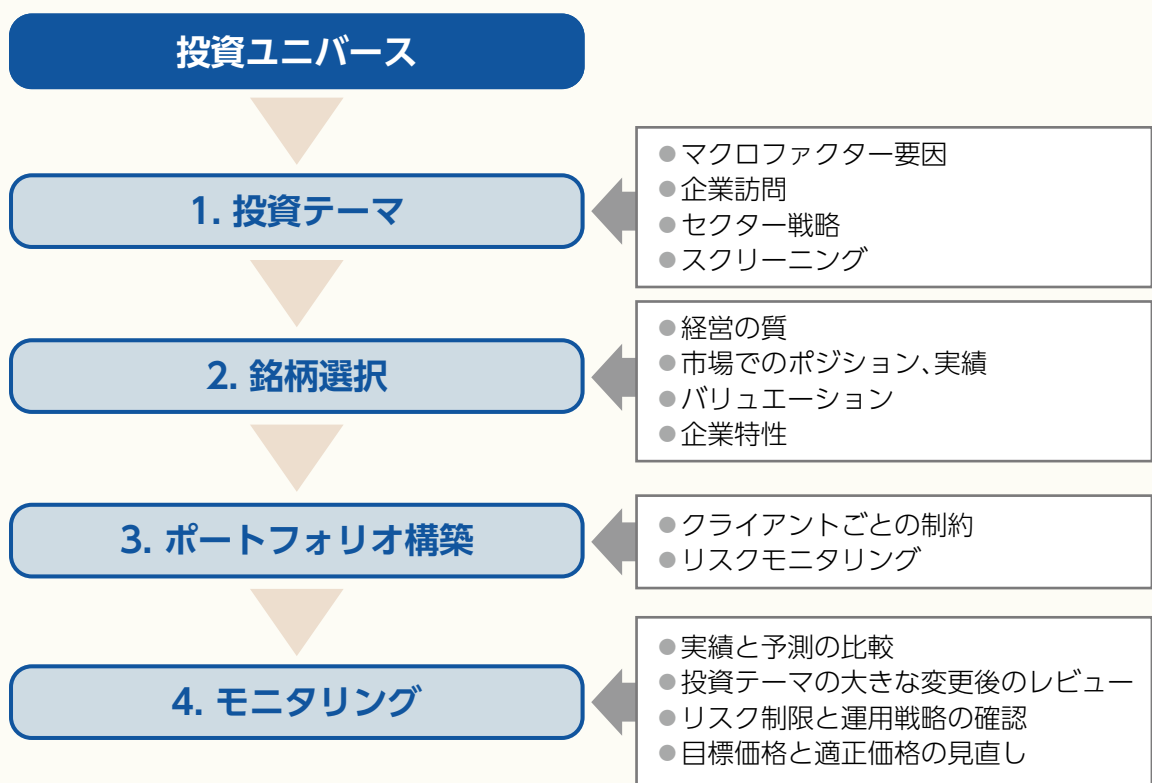 投資ユニバース
1. 投資テーマ
●マクロファクター要因
●企業訪問
●セクター戦略
●スクリーニング
2. 銘柄選択
●経営の質
●市場でのポジション、実績
●バリュエーション
●企業特性
3. ポートフォリオ構築
●クライアントごとの制約
●リスクモニタリング
4. モニタリング
●実績と予測の比較
●投資テーマの大きな変更後のレビュー
●リスク制限と運用戦略の確認
●目標価格と適正価格の見直し